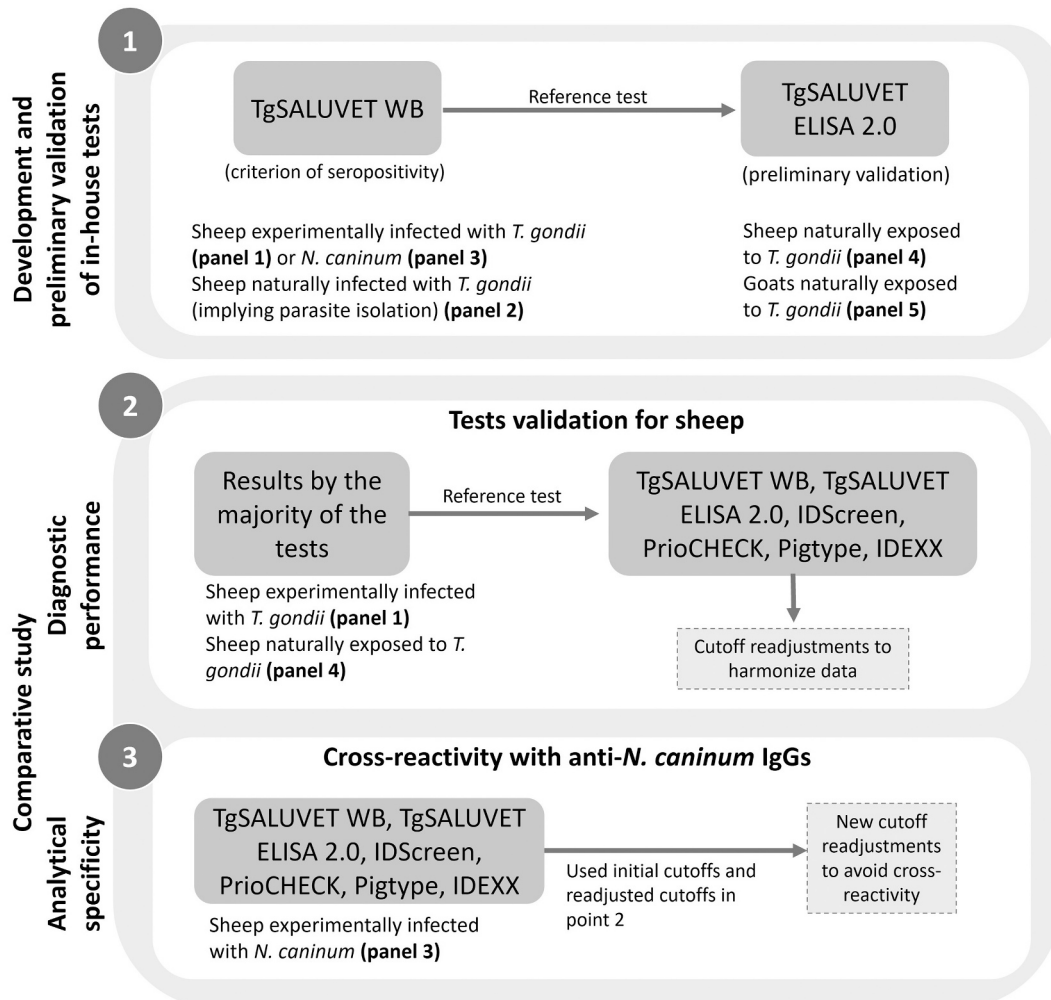 1
Development and
preliminary validation
of in-house tests
TgSALUVET WB
(criterion of seropositivity)
Reference test
TgSALUVET
ELISA 2.0
(preliminary validation)
Sheep experimentally infected with T. gondii
(panel 1) or N. caninum (panel 3)
Sheep naturally infected with T. gondii
(implying parasite isolation) (panel 2)
Sheep naturally exposed
to T. gondii (panel 4)
Goats naturally exposed
to T. gondii (panel 5)
Comparative study
2
Diagnostic
performance
Tests validation for sheep
Results by the
majority of the
tests
Reference test
TgSALUVET WB, TgSALUVET
ELISA 2.0, IDScreen,
PrioCHECK, Pigtype, IDEXX
Sheep experimentally infected
with T. gondii (panel 1)
Sheep naturally exposed to T.
gondii (panel 4)
Cutoff readjustments to
harmonize data
3
Analytical
specificity
Cross-reactivity with anti-N. caninum IgGs
TgSALUVET WB, TgSALUVET
ELISA 2.0, IDScreen,
PrioCHECK, Pigtype, IDEXX
Sheep experimentally infected
with N. caninum (panel 3)
Used initial cutoffs and
readjusted cutoffs in
point 2
New cutoff
readjustments
to avoid cross-
reactivity